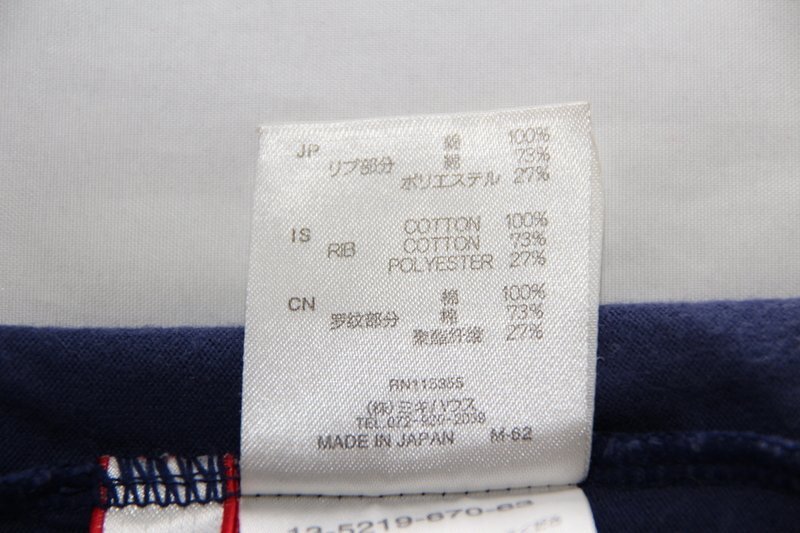 JP 綿 100%
リブ部分 綿 73%
ポリエステル 27%
IS COTTON 100%
RIB COTTON 73%
POLYESTER 27%
CN 棉 100%
罗纹部分 棉 73%
聚酯纤维 27%
(株)ミキハウス
MADE IN JAPAN M-62